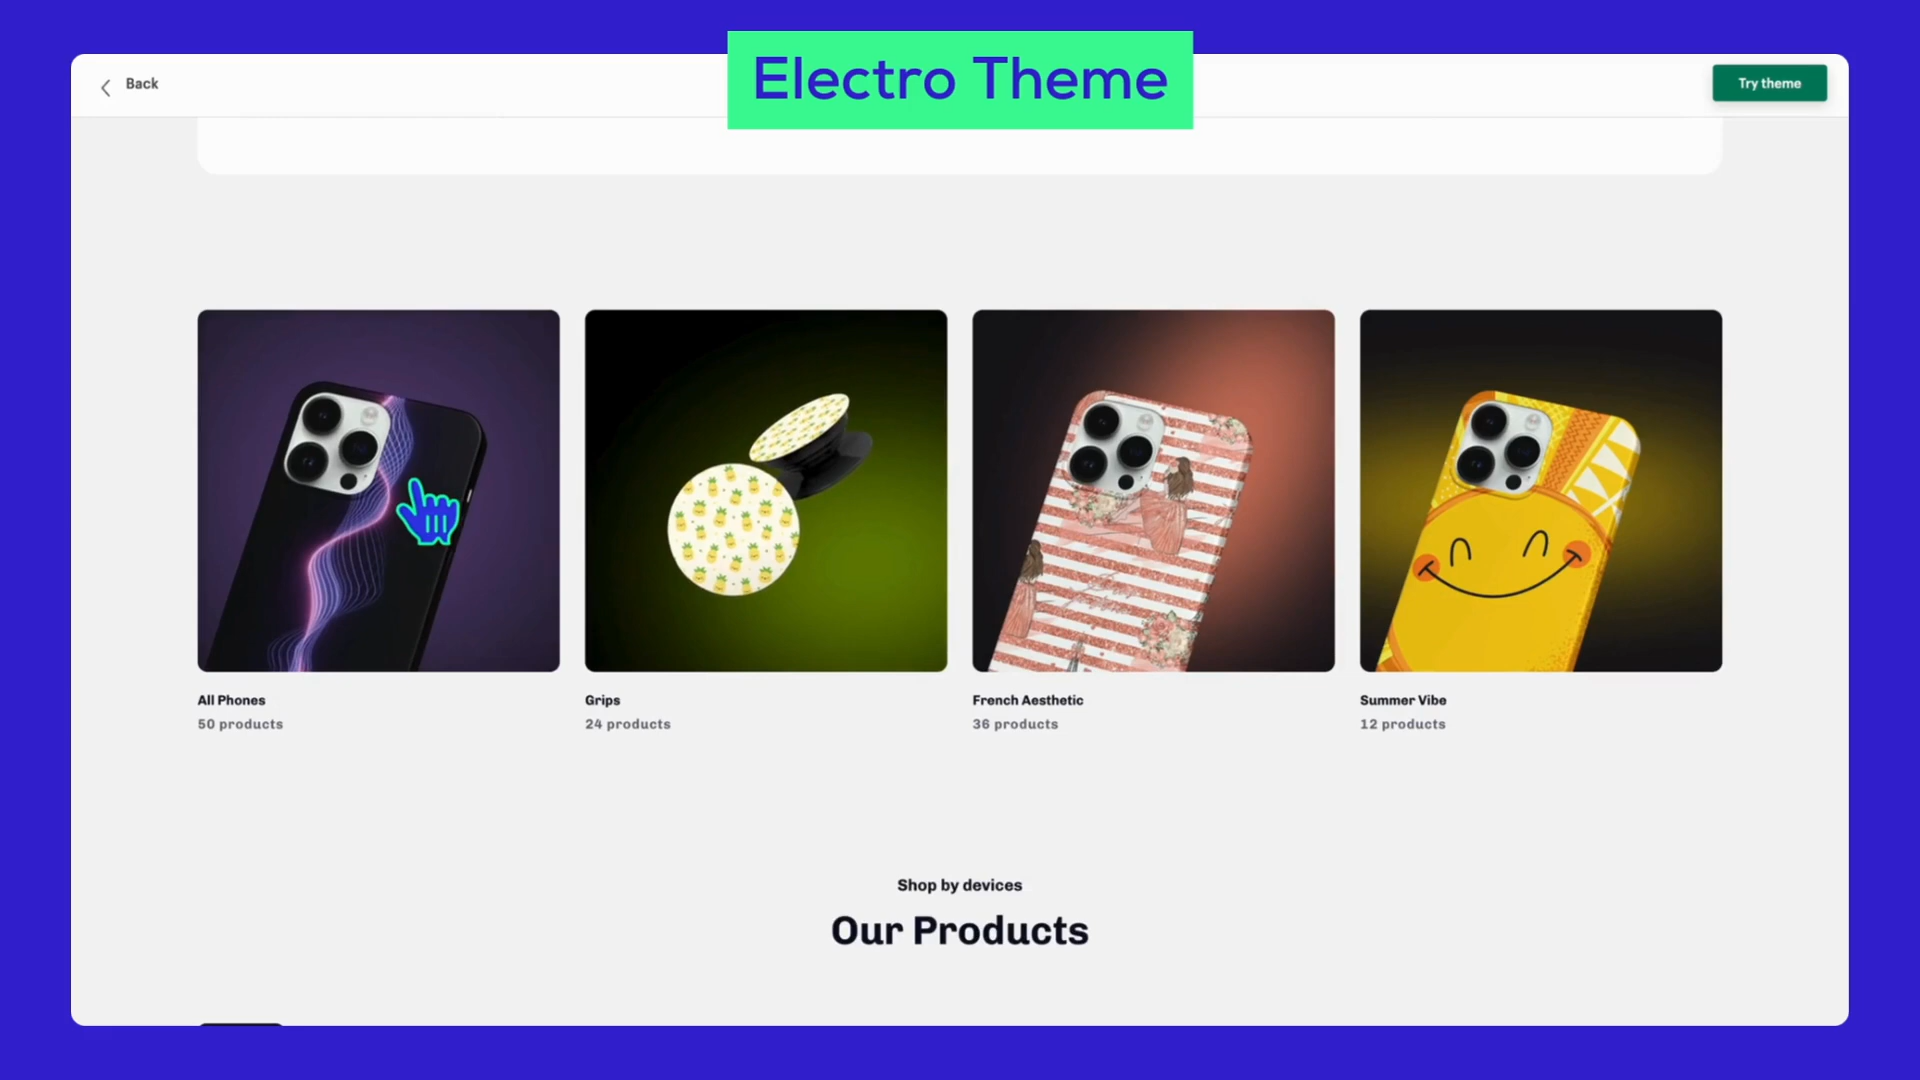 Electro Theme
Back
Try theme
All Phones
50 products
Grips
24 products
French Aesthetic
36 products
Summer Vibe
12 products
Shop by devices
Our Products